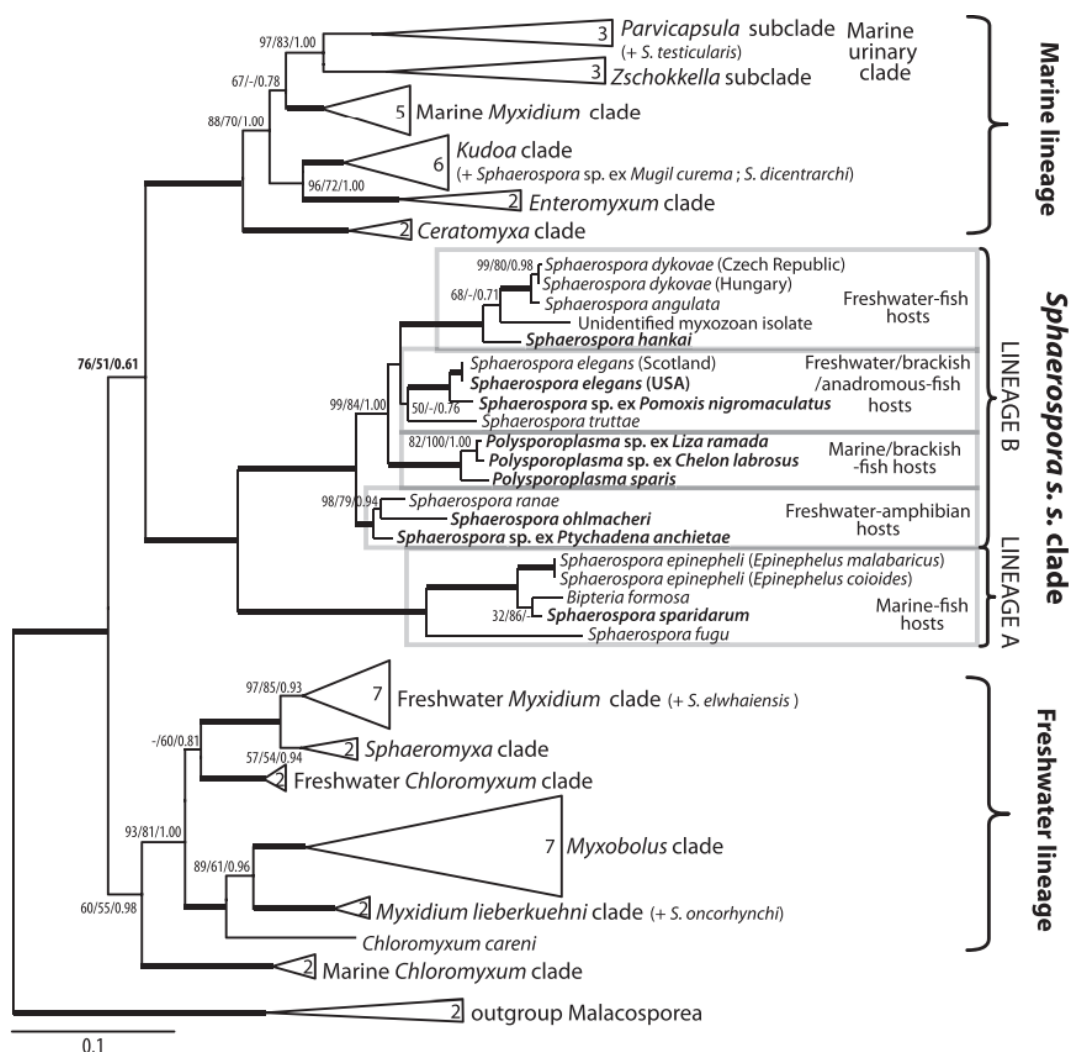 97/83/1.00
3
Parvicapsula subclade
(+ S. testicularis)
3
Zschokkella subclade
Marine
urinary
clade
67/-/0.78
5
Marine Myxidium clade
88/70/1.00
6
Kudoa clade
(+ Sphaerospora sp. ex Mugil curema ; S. dicentrarchi)
96/72/1.00
2
Enteromyxum clade
2
Ceratomyxa clade
Marine lineage
99/80/0.98
Sphaerospora dykovae (Czech Republic)
Sphaerospora dykovae (Hungary)
68/-/0.71
Sphaerospora angulata
Unidentified myxozoan isolate
Sphaerospora hankai
Freshwater-fish
hosts
76/51/0.61
Sphaerospora elegans (Scotland)
Sphaerospora elegans (USA)
Sphaerospora sp. ex Pomoxis nigromaculatus
50/-/0.76
Sphaerospora truttae
Freshwater/brackish
/anadromous-fish
hosts
99/84/1.00
82/100/1.00
Polysporoplasma sp. ex Liza ramada
Polysporoplasma sp. ex Chelon labrosus
Polysporoplasma sparis
Marine/brackish
-fish hosts
98/79/0.94
Sphaerospora ranae
Sphaerospora ohlmacheri
Sphaerospora sp. ex Ptychadena anchietae
Freshwater-amphibian
hosts
LINEAGE B
Sphaerospora epinepheli (Epinephelus malabaricus)
Sphaerospora epinepheli (Epinephelus coioides)
Bipteria formosa
32/86/-
Sphaerospora sparidarum
Sphaerospora fugu
Marine-fish
hosts
LINEAGE A
Sphaerospora s. s. clade
97/85/0.93
7
Freshwater Myxidium clade (+ S. elwhaiensis )
-/60/0.81
2
Sphaeromyxa clade
57/54/0.94
2
Freshwater Chloromyxum clade
93/81/1.00
7
Myxobolus clade
89/61/0.96
2
Myxidium lieberkuehni clade (+ S. oncorhynchi)
60/55/0.98
Chloromyxum careni
2
Marine Chloromyxum clade
Freshwater lineage
2
outgroup Malacosporea
0.1